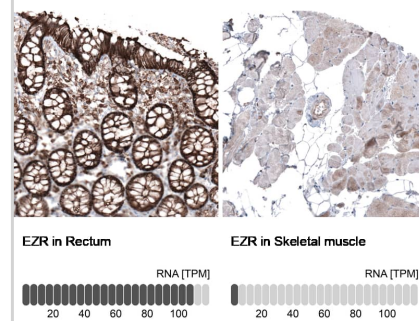 EZR in Rectum
RNA [TPM]
20 40 60 80 100
EZR in Skeletal muscle
RNA [TPM]
20 40 60 80 100